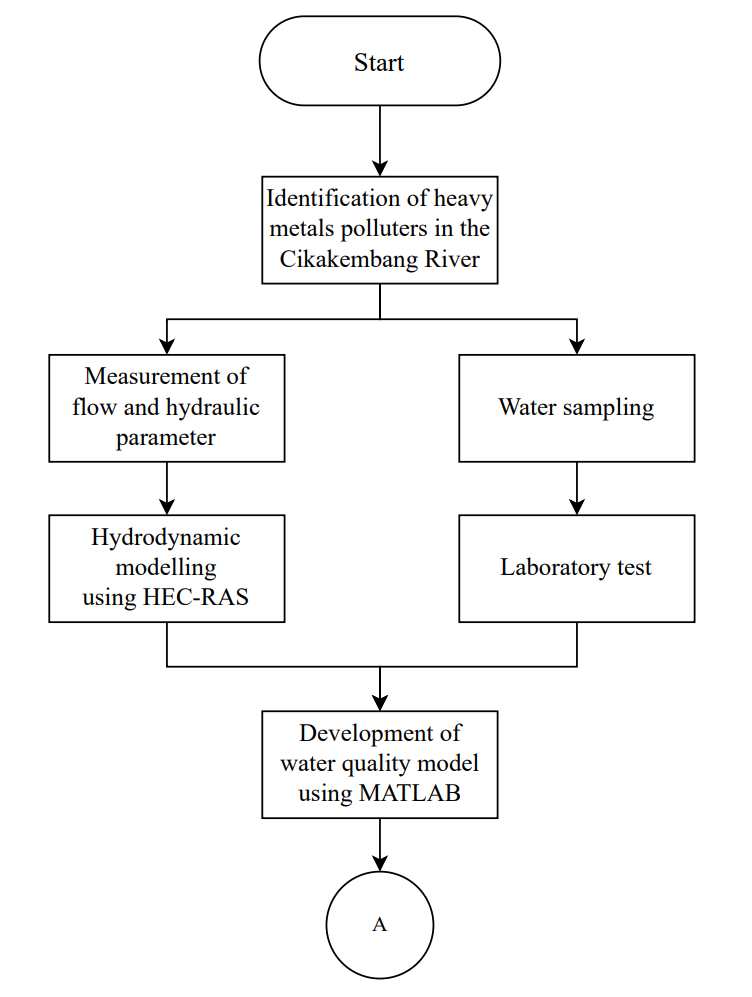 Start
Identification of heavy
metals polluters in the
Cikakembang River
Measurement of
flow and hydraulic
parameter
Water sampling
Hydrodynamic
modelling
using HEC-RAS
Laboratory test
Development of
water quality model
using MATLAB
A